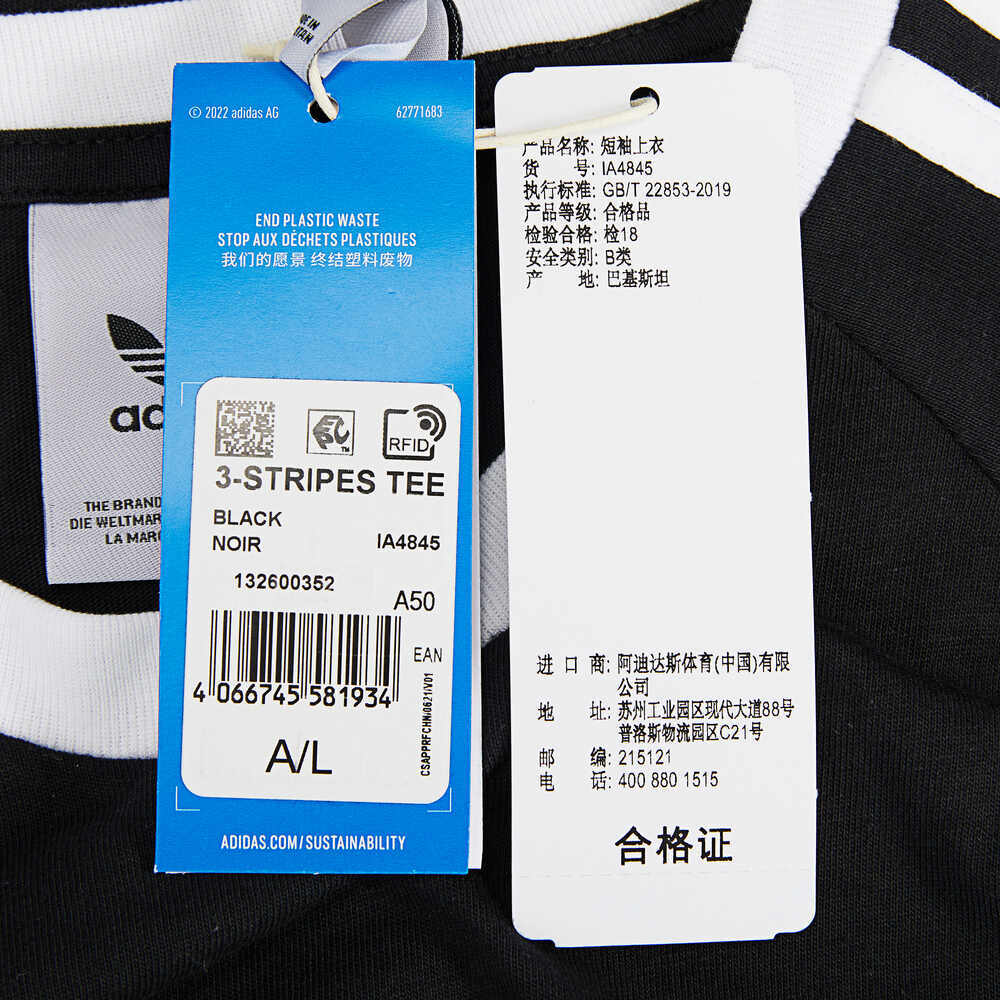 © 2022 adidas AG
62771683
END PLASTIC WASTE
STOP AUX DÉCHETS PLASTIQUES
我们的愿景 终结塑料废物
RFID
3-STRIPES TEE
BLACK
NOIR
IA4845
132600352
A50
EAN
4 066745 581934
CSAPPRFCHN/0621/V01
A/L
ADIDAS.COM/SUSTAINABILITY
产品名称: 短袖上衣
货 号: IA4845
执行标准: GB/T 22853-2019
产品等级: 合格品
检验合格: 检18
安全类别: B类
产 地: 巴基斯坦
进 口 商: 阿迪达斯体育(中国)有限
公司
地 址: 苏州工业园区现代大道88号
普洛斯物流园区C21号
邮 编: 215121
电 话: 400 880 1515
合格证
THE BRAND
DIE WELTMAR
LA MARQ